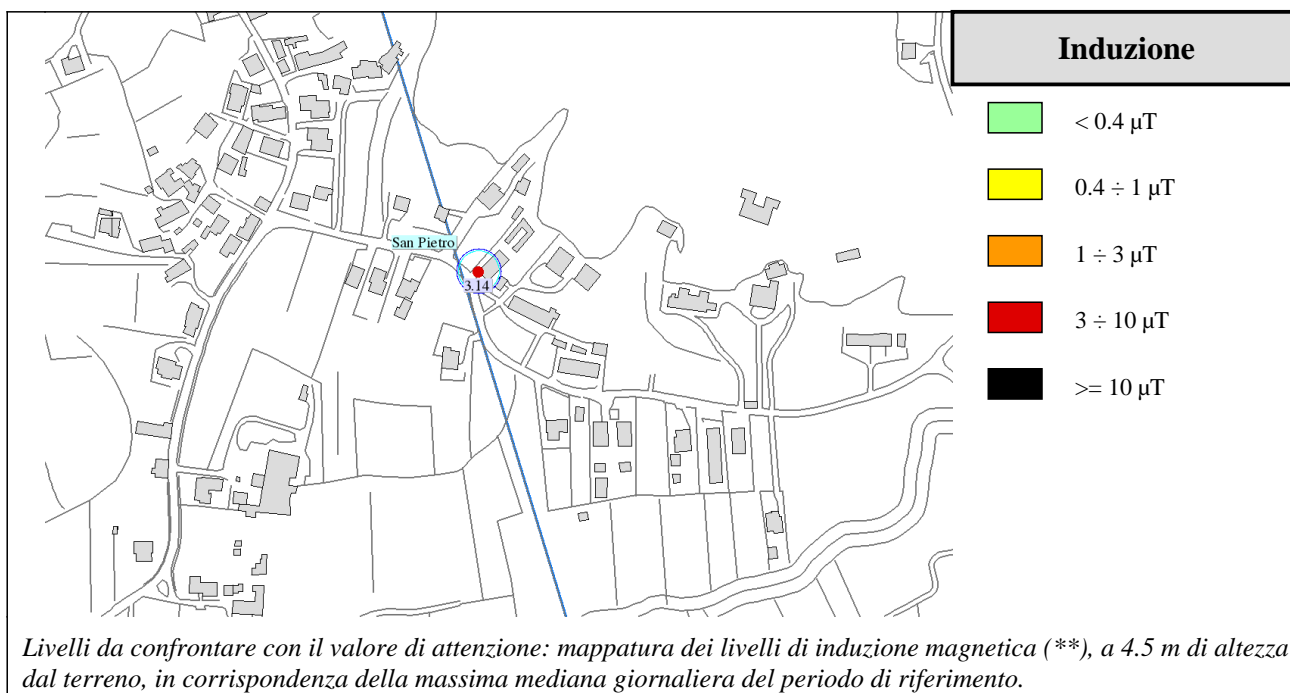 Induzione
< 0.4 µT
0.4 ÷ 1 µT
1 ÷ 3 µT
3 ÷ 10 µT
>= 10 µT
San Pietro
3.14
Livelli da confrontare con il valore di attenzione: mappatura dei livelli di induzione magnetica (**), a 4.5 m di altezza
dal terreno, in corrispondenza della massima mediana giornaliera del periodo di riferimento.